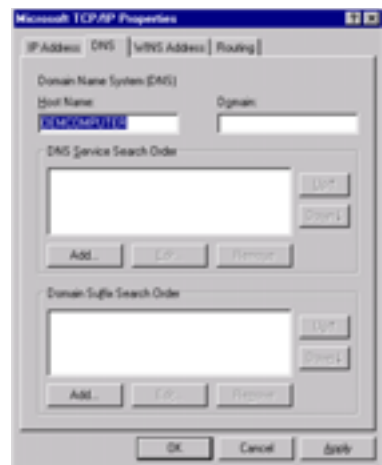 Microsoft TCP/IP Properties
IP Address DNS WINS Address Routing
Domain Name System (DNS)
Host Name: Domain:
OEMCOMPUTER
DNS Service Search Order
Up↑
Down↓
Add... Edit... Remove
Domain Suffix Search Order
Up↑
Down↓
Add... Edit... Remove
OK Cancel Apply